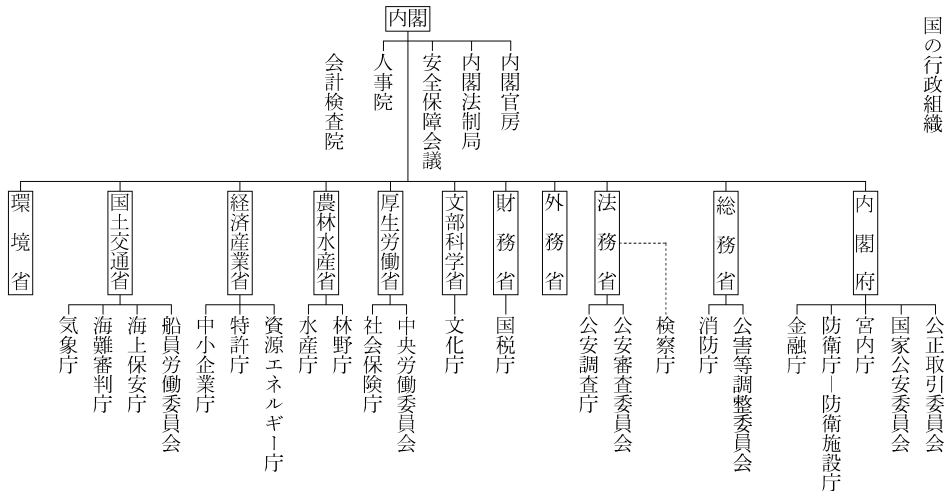 国の行政組織
内閣
内閣官房
内閣法制局
安全保障会議
人事院
会計検査院
内閣府
公正取引委員会
国家公安委員会
宮内庁
防衛庁―防衛施設庁
金融庁
総務省
公害等調整委員会
消防庁
法務省
検察庁
公安審査委員会
公安調査庁
外務省
財務省
国税庁
文部科学省
文化庁
厚生労働省
中央労働委員会
社会保険庁
農林水産省
林野庁
水産庁
経済産業省
資源エネルギー庁
特許庁
中小企業庁
国土交通省
船員労働委員会
海上保安庁
海難審判庁
気象庁
環境省